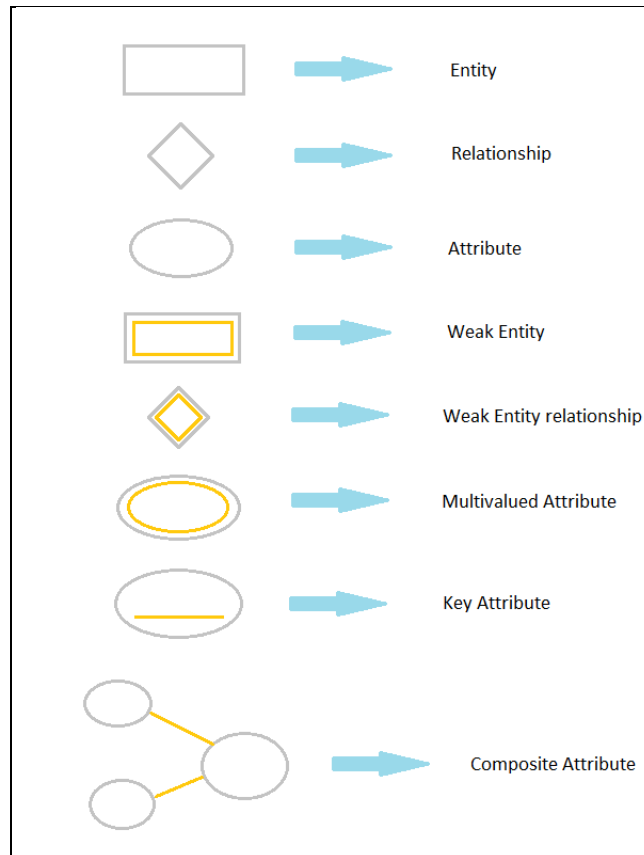 Entity
Relationship
Attribute
Weak Entity
Weak Entity relationship
Multivalued Attribute
Key Attribute
Composite Attribute